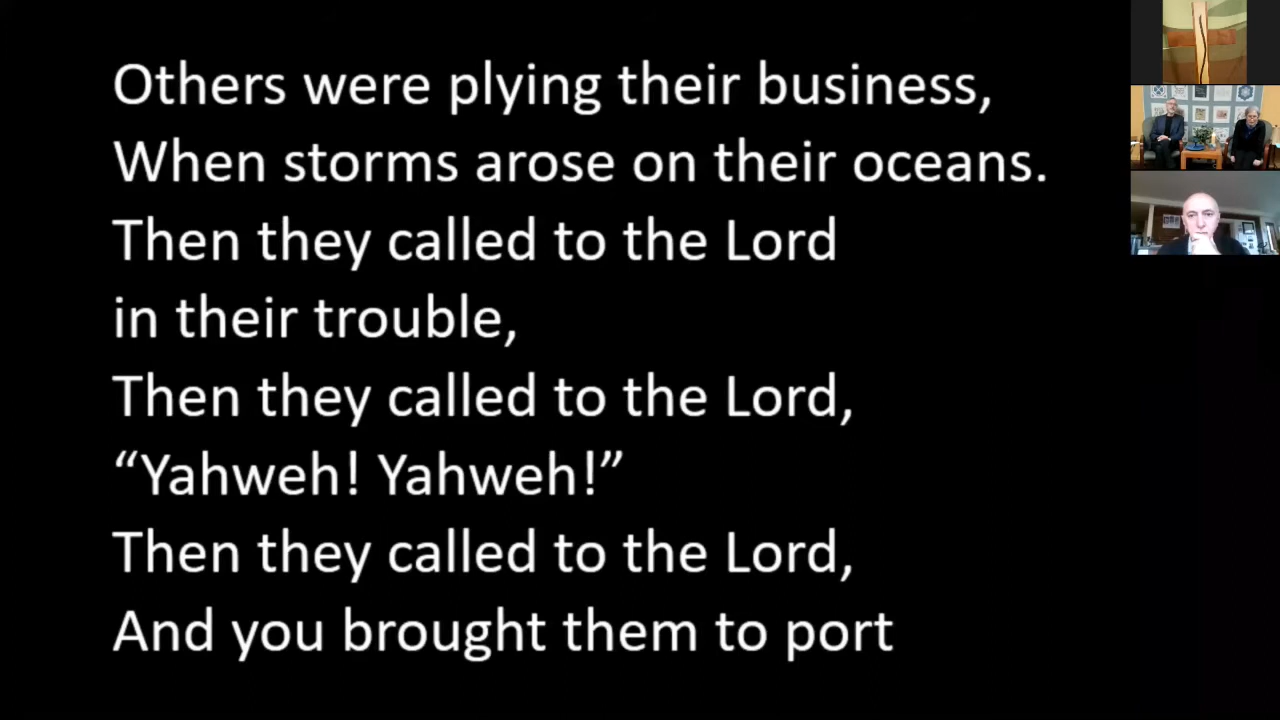 Others were plying their business,
When storms arose on their oceans.
Then they called to the Lord
in their trouble,
Then they called to the Lord,
“Yahweh! Yahweh!”
Then they called to the Lord,
And you brought them to port